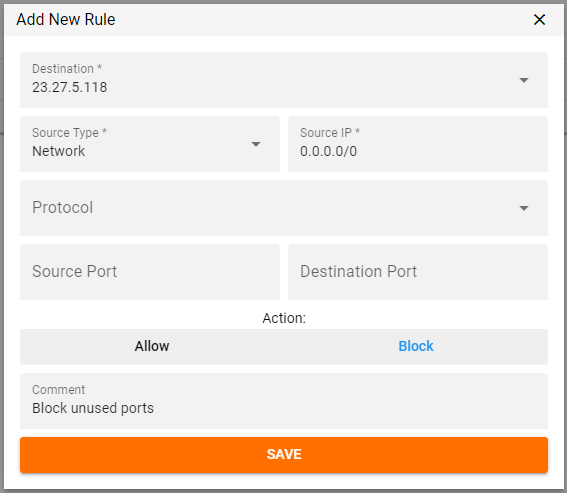 Add New Rule
Destination *
23.27.5.118
Source Type *
Network
Source IP *
0.0.0.0/0
Protocol
Source Port
Destination Port
Action:
Allow
Block
Comment
Block unused ports
SAVE